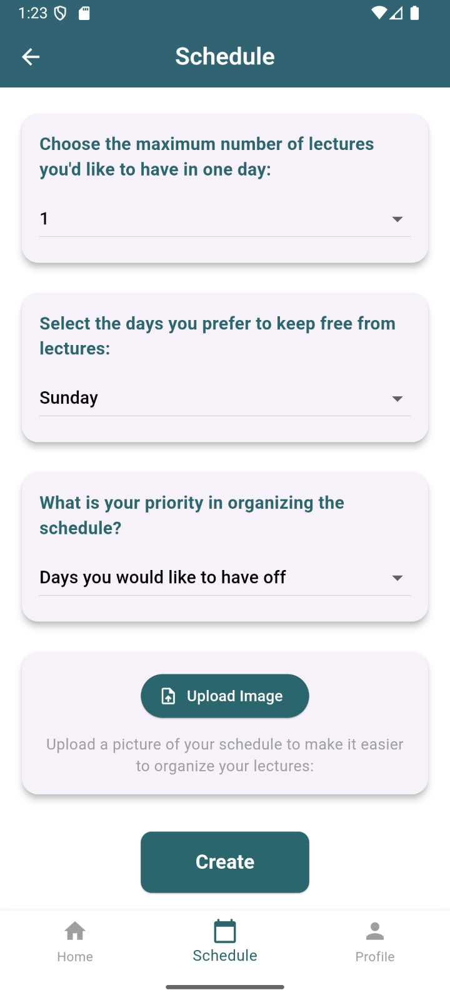 1:23
Schedule
Choose the maximum number of lectures
you'd like to have in one day:
1
Select the days you prefer to keep free from
lectures:
Sunday
What is your priority in organizing the
schedule?
Days you would like to have off
Upload Image
Upload a picture of your schedule to make it easier
to organize your lectures:
Create
Home
Schedule
Profile